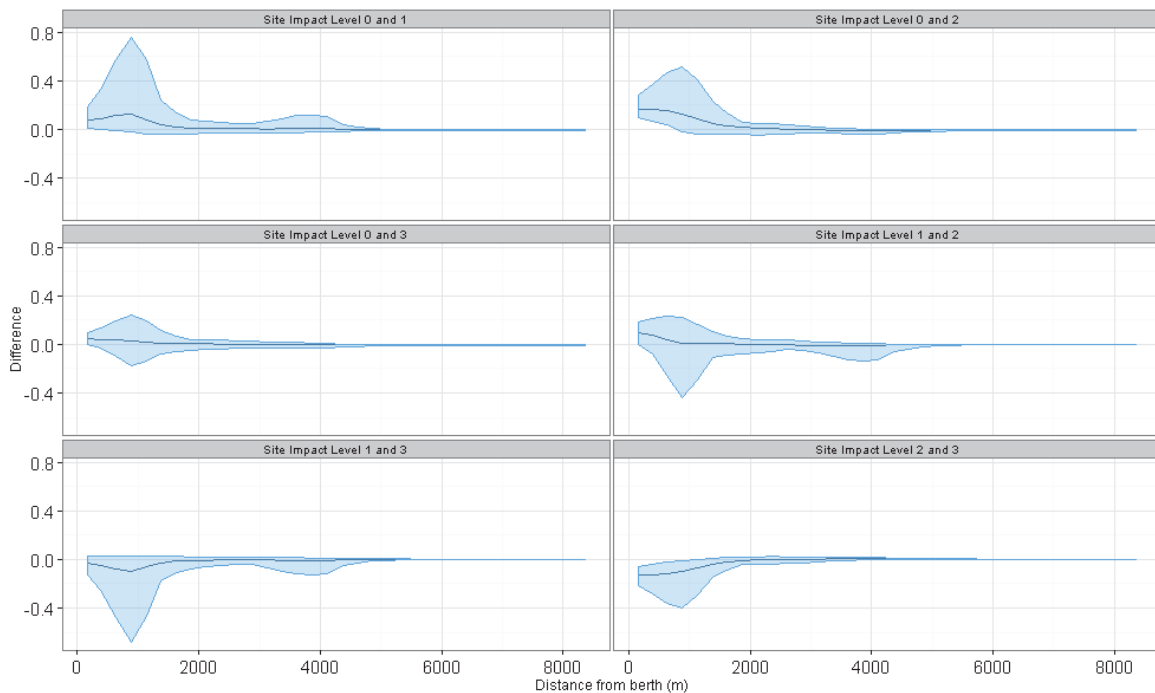 Site Impact Level 0 and 1
Site Impact Level 0 and 2
0.8
0.4
0.0
-0.4
Site Impact Level 0 and 3
Site Impact Level 1 and 2
0.8
0.4
0.0
-0.4
Difference
Site Impact Level 1 and 3
Site Impact Level 2 and 3
0.8
0.4
0.0
-0.4
0 2000 4000 6000 8000 0 2000 4000 6000 8000
Distance from berth (m)